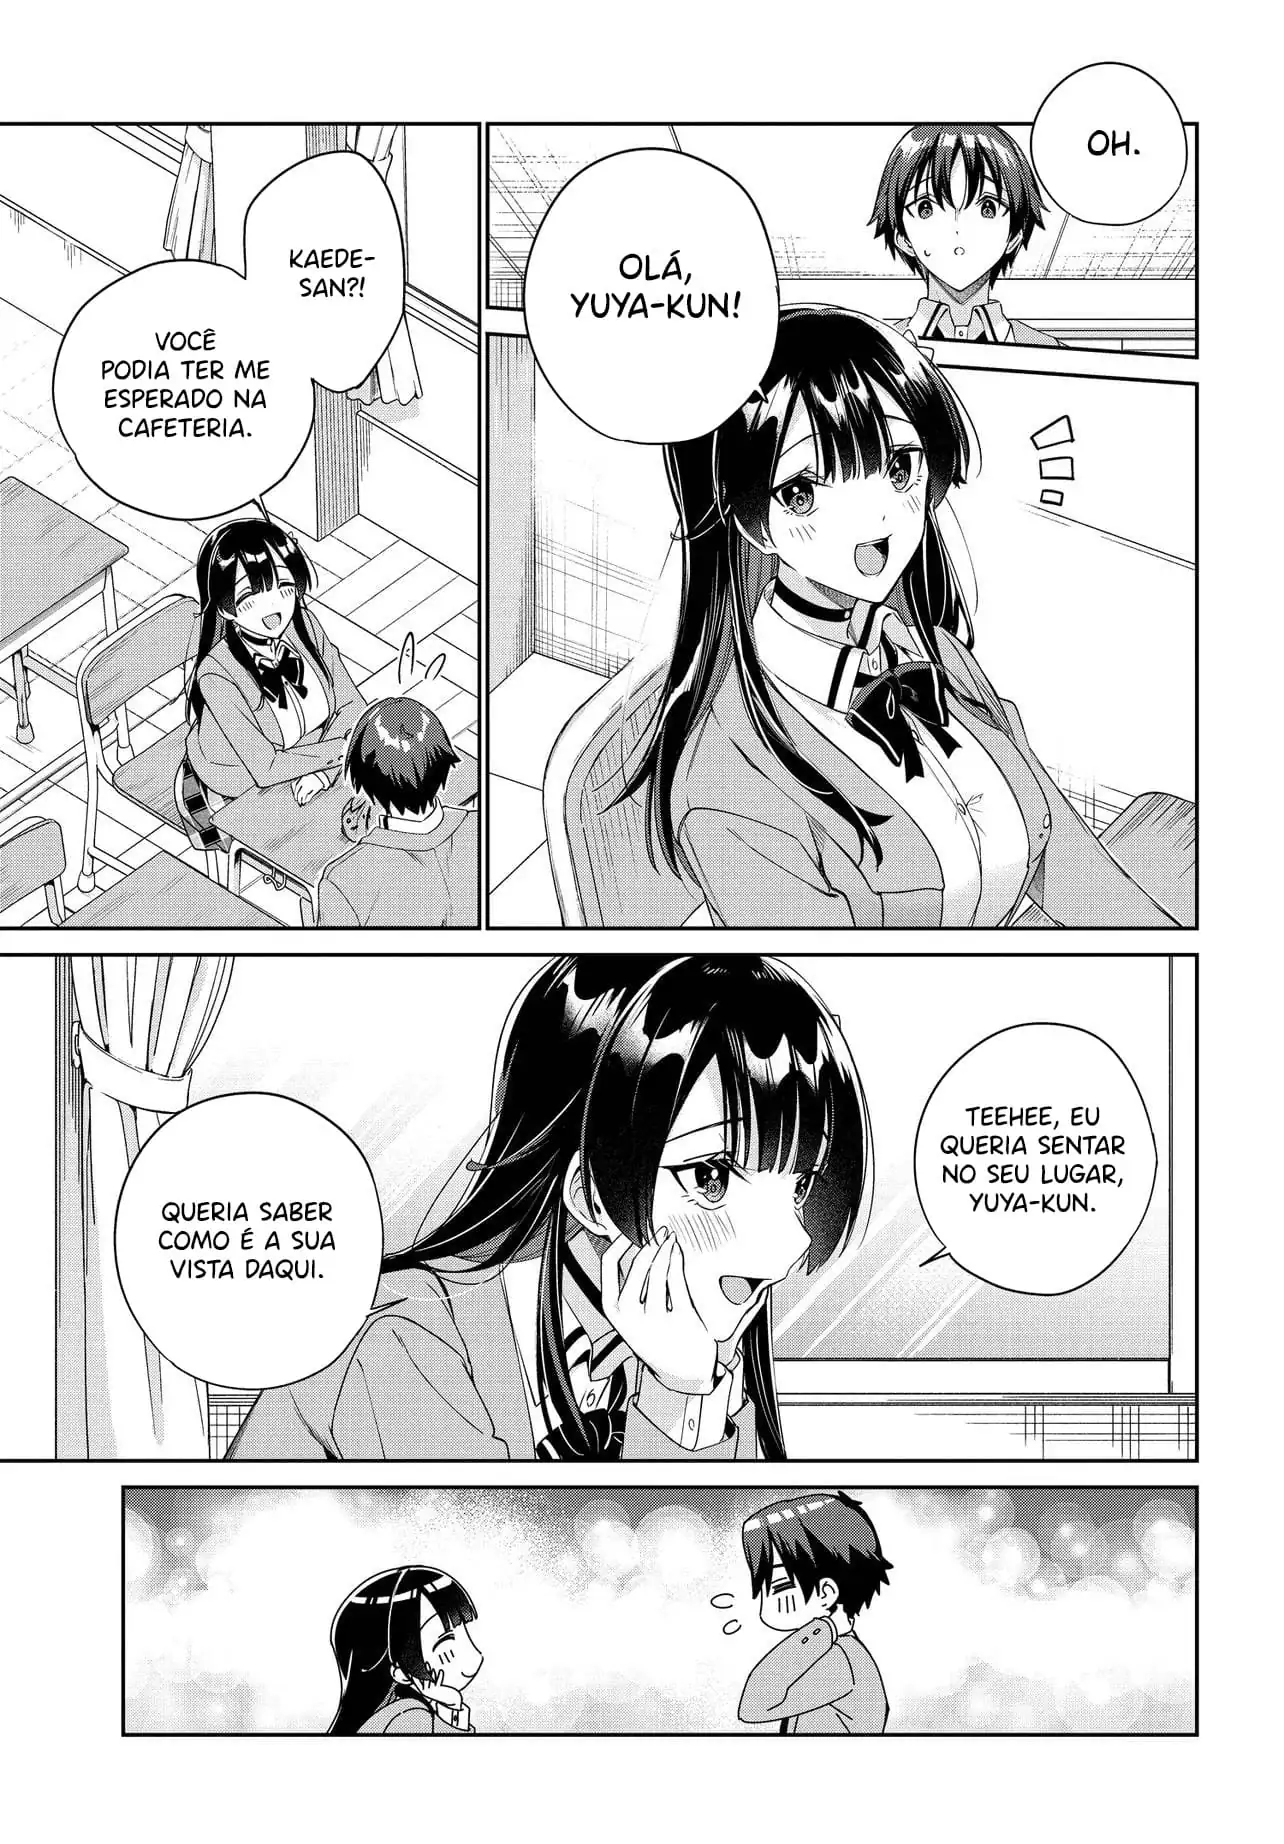 OH.
OLÁ,
YUYA-KUN!
KAEDE-
SAN?!
VOCÊ
PODIA TER ME
ESPERADO NA
CAFETERIA.
TEEHEE, EU
QUERIA SENTAR
NO SEU LUGAR,
YUYA-KUN.
QUERIA SABER
COMO É A SUA
VISTA DAQUI.